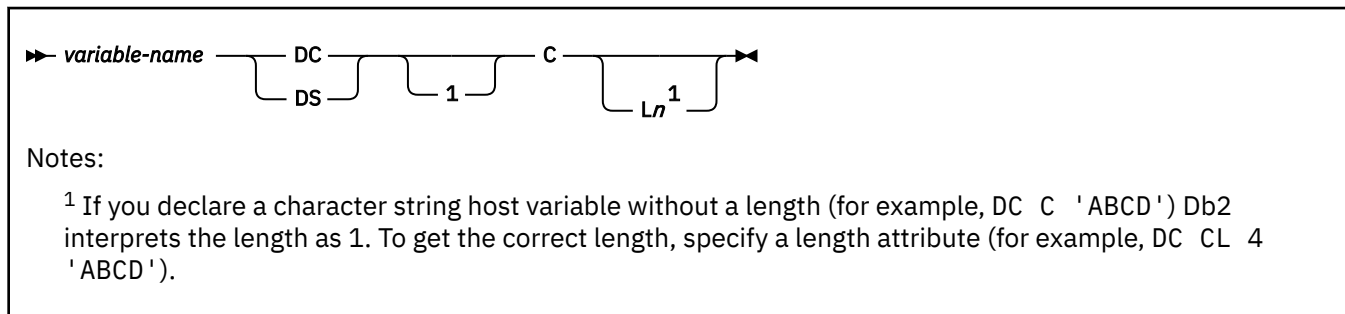 variable-name DC C
DS 1 Ln 1
Notes:
1 If you declare a character string host variable without a length (for example, DC C 'ABCD') Db2
interprets the length as 1. To get the correct length, specify a length attribute (for example, DC CL 4
'ABCD').